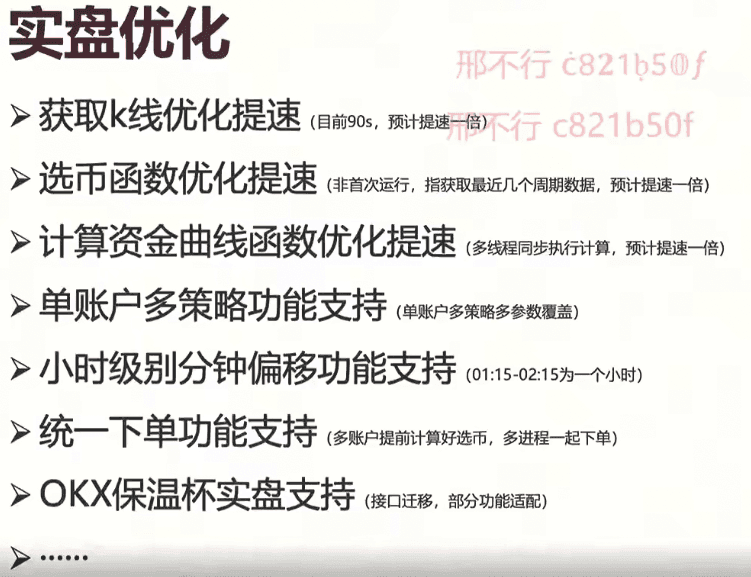 实盘优化
邢不行 ċ821ḅ5𝟘ƒ
➢ 获取k线优化提速（目前90s，预计提速一倍）
邢不行 c821b50f
➢ 选币函数优化提速（非首次运行，指获取最近几个周期数据，预计提速一倍）
➢ 计算资金曲线函数优化提速（多线程同步执行计算，预计提速一倍）
➢ 单账户多策略功能支持（单账户多策略多参数覆盖）
➢ 小时级别分钟偏移功能支持（01:15-02:15为一个小时）
➢ 统一下单功能支持（多账户提前计算好选币，多进程一起下单）
➢ OKX保温杯实盘支持（接口迁移，部分功能适配）
➢ ······